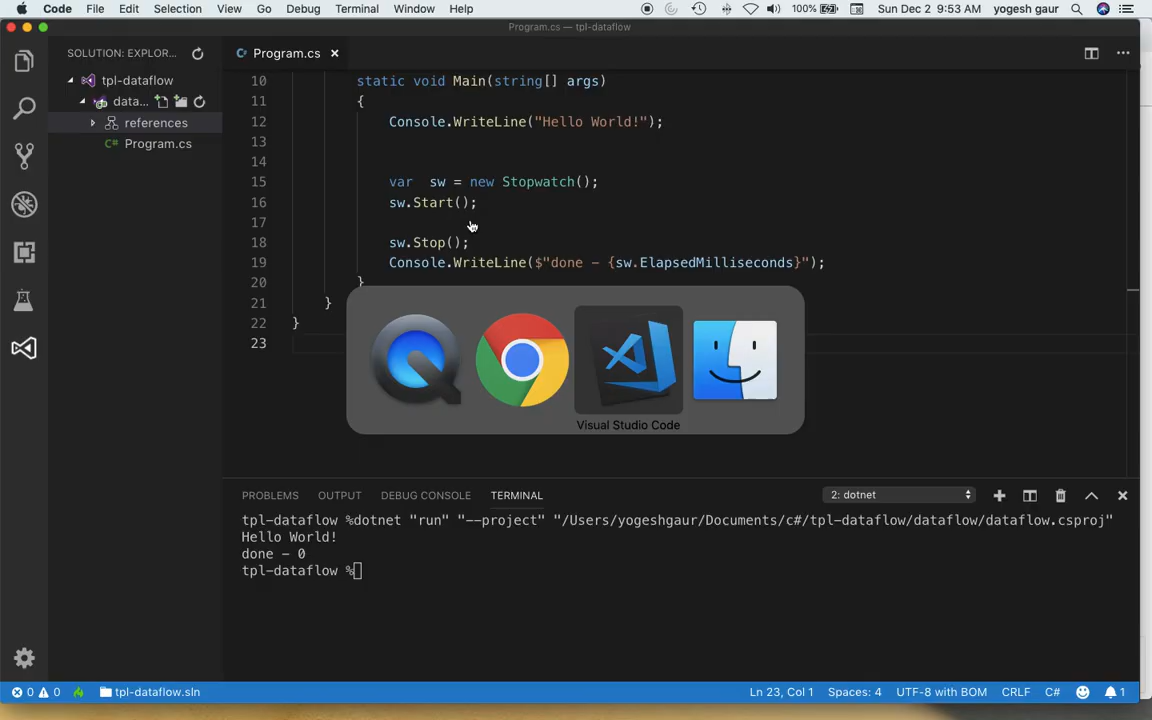 Code File Edit Selection View Go Debug Terminal Window Help 100% Sun Dec 2 9:53 AM yogesh gaur
Program.cs — tpl-dataflow
SOLUTION: EXPLOR...
C# Program.cs
tpl-dataflow
data...
references
C# Program.cs
10 static void Main(string[] args)
11 {
12 Console.WriteLine("Hello World!");
13
14
15 var sw = new Stopwatch();
16 sw.Start();
17
18 sw.Stop();
19 Console.WriteLine($"done – {sw.ElapsedMilliseconds}");
20 }
21 }
22 }
23
Visual Studio Code
PROBLEMS OUTPUT DEBUG CONSOLE TERMINAL 2: dotnet
tpl-dataflow %dotnet "run" "--project" "/Users/yogeshgaur/Documents/c#/tpl-dataflow/dataflow/dataflow.csproj"
Hello World!
done – 0
tpl-dataflow %
0 0 tpl-dataflow.sln Ln 23, Col 1 Spaces: 4 UTF-8 with BOM CRLF C# 1